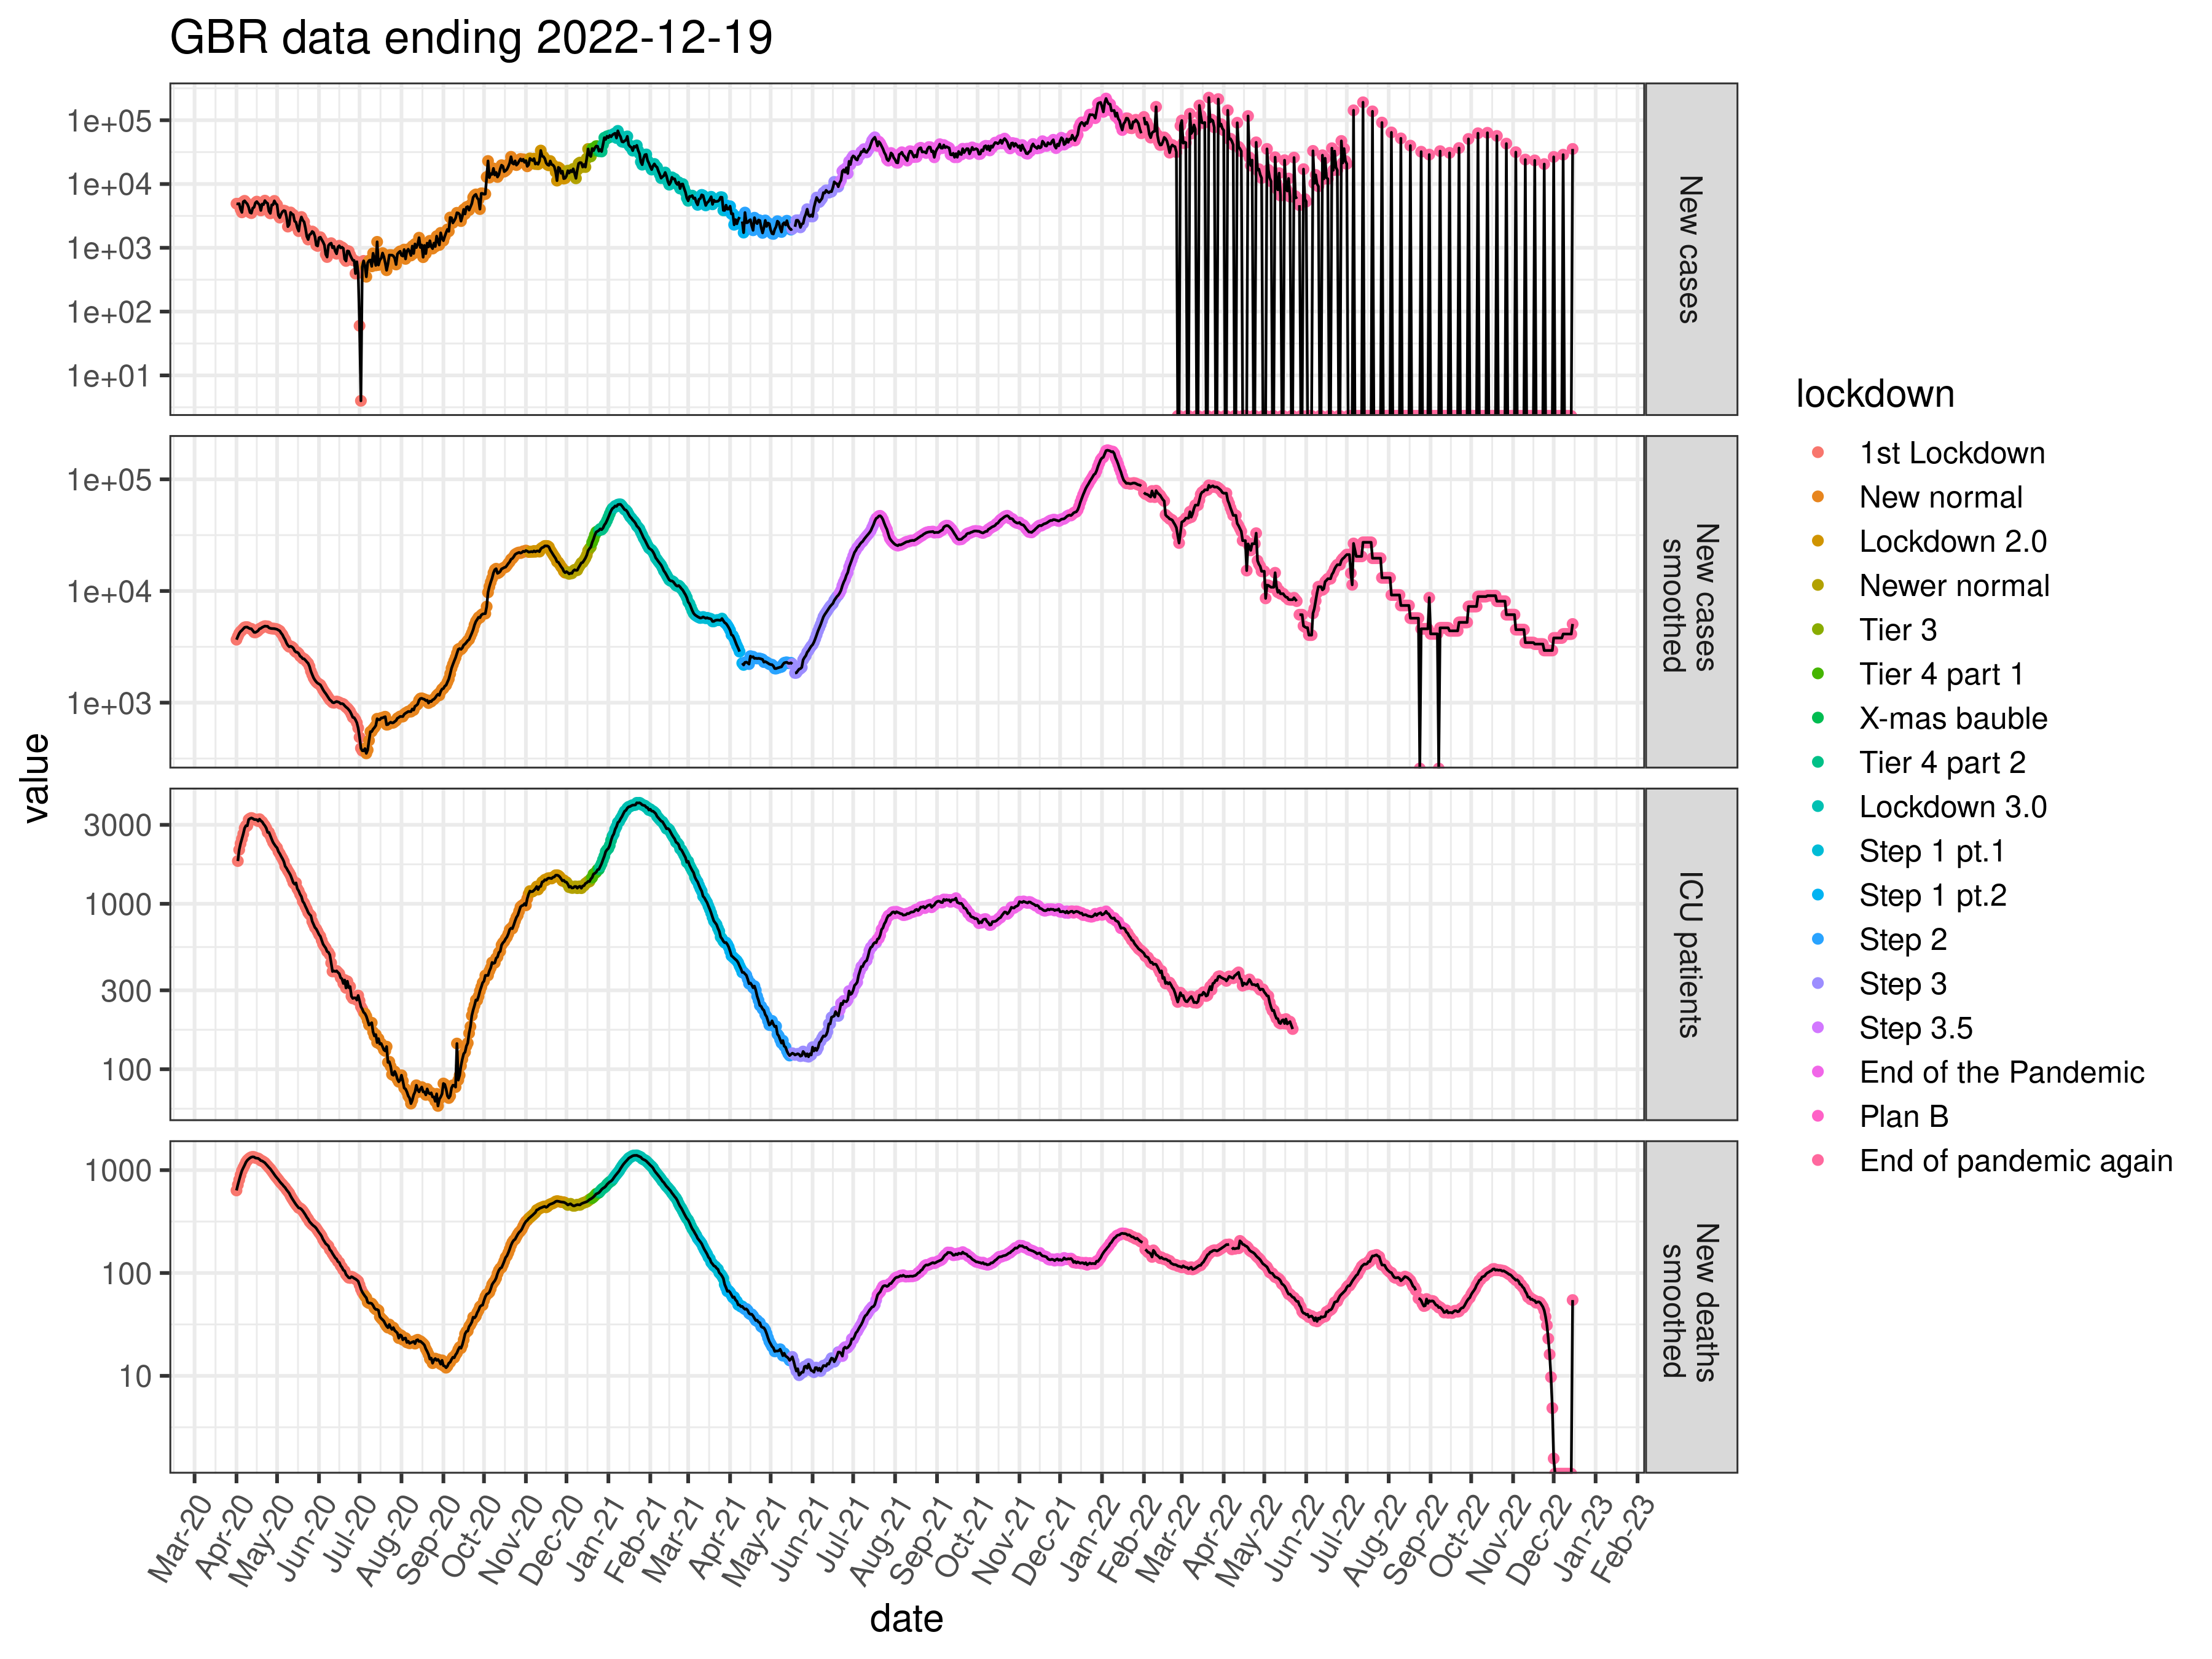 GBR data ending 2022-12-19
1e+05
1e+04
1e+03
1e+02
1e+01
New cases
1e+05
1e+04
1e+03
New cases
smoothed
3000
1000
300
100
ICU patients
1000
100
10
New deaths
smoothed
value
Mar-20
Apr-20
May-20
Jun-20
Jul-20
Aug-20
Sep-20
Oct-20
Nov-20
Dec-20
Jan-21
Feb-21
Mar-21
Apr-21
May-21
Jun-21
Jul-21
Aug-21
Sep-21
Oct-21
Nov-21
Dec-21
Jan-22
Feb-22
Mar-22
Apr-22
May-22
Jun-22
Jul-22
Aug-22
Sep-22
Oct-22
Nov-22
Dec-22
Jan-23
Feb-23
date
lockdown
1st Lockdown
New normal
Lockdown 2.0
Newer normal
Tier 3
Tier 4 part 1
X-mas bauble
Tier 4 part 2
Lockdown 3.0
Step 1 pt.1
Step 1 pt.2
Step 2
Step 3
Step 3.5
End of the Pandemic
Plan B
End of pandemic again